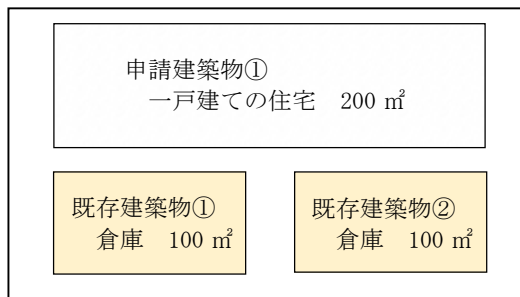 申請建築物①
一戸建ての住宅　200 ㎡
既存建築物①
倉庫　100 ㎡
既存建築物②
倉庫　100 ㎡